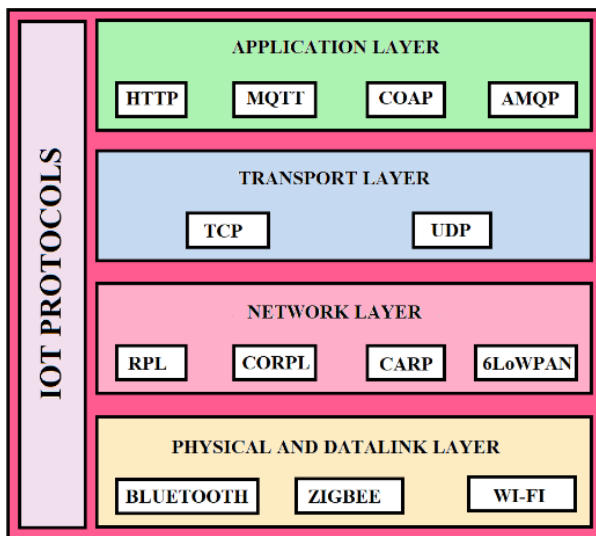 IOT PROTOCOLS
APPLICATION LAYER
HTTP MQTT COAP AMQP
TRANSPORT LAYER
TCP UDP
NETWORK LAYER
RPL CORPL CARP 6LoWPAN
PHYSICAL AND DATALINK LAYER
BLUETOOTH ZIGBEE WI-FI